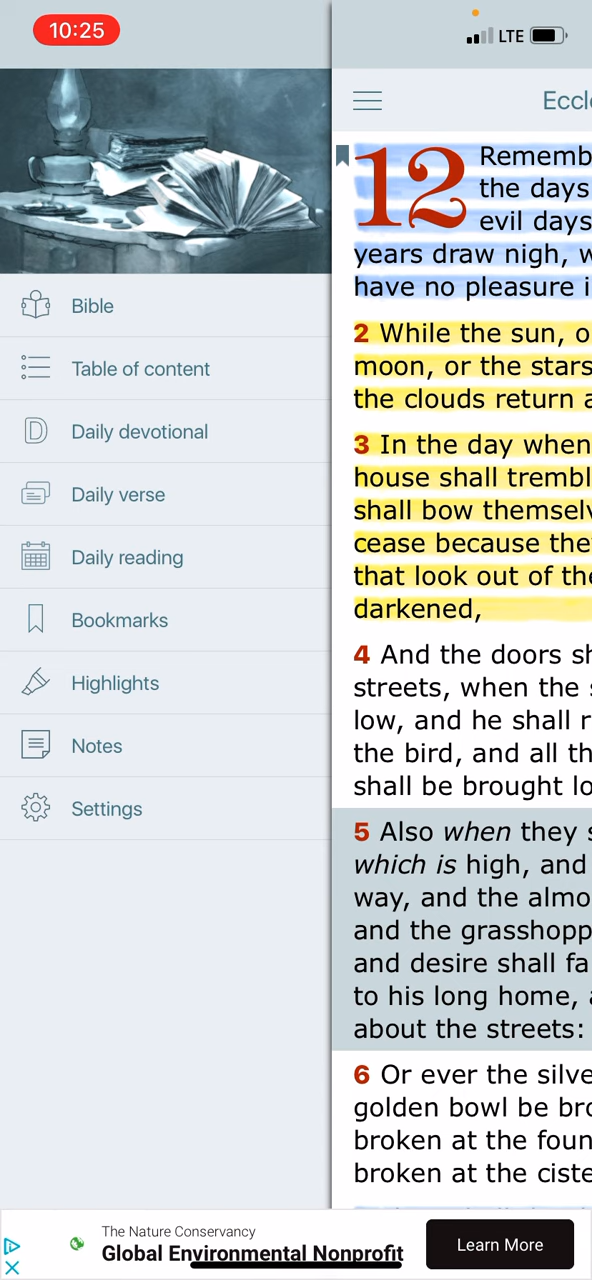 10:25
LTE
Bible
Table of content
Daily devotional
Daily verse
Daily reading
Bookmarks
Highlights
Notes
Settings
Eccle
12 Rememb
the days
evil days
years draw nigh, w
have no pleasure i
2 While the sun, o
moon, or the stars
the clouds return a
3 In the day when
house shall trembl
shall bow themselv
cease because the
that look out of the
darkened,
4 And the doors sh
streets, when the s
low, and he shall r
the bird, and all th
shall be brought lo
5 Also when they s
which is high, and
way, and the almo
and the grasshopp
and desire shall fa
to his long home, a
about the streets:
6 Or ever the silve
golden bowl be bro
broken at the foun
broken at the ciste
The Nature Conservancy
Global Environmental Nonprofit
Learn More